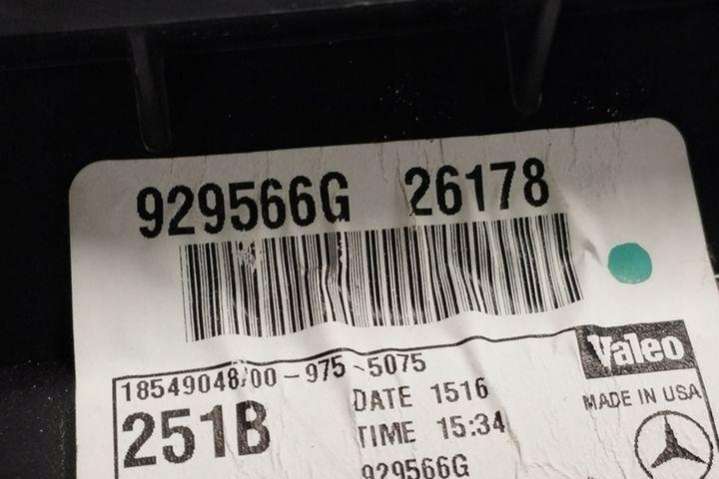 929566G 26178
18549048/00-975-5075
Valeo
251B
DATE 1516
MADE IN USA
TIME 15:34
929566G